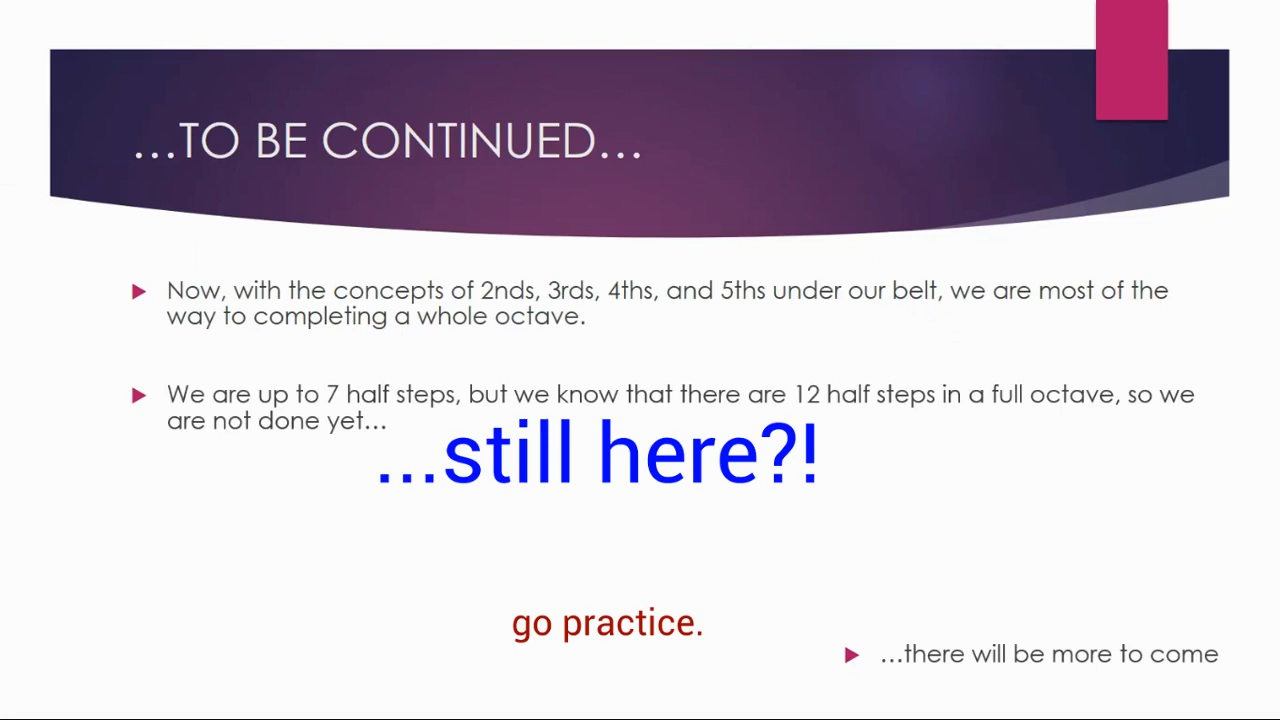 ...TO BE CONTINUED...
Now, with the concepts of 2nds, 3rds, 4ths, and 5ths under our belt, we are most of the
way to completing a whole octave.
We are up to 7 half steps, but we know that there are 12 half steps in a full octave, so we
are not done yet...
...still here?!
go practice.
...there will be more to come